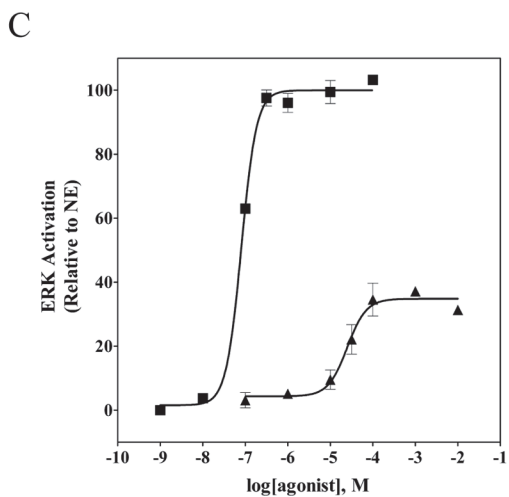 C
ERK Activation
(Relative to NE)
100
80
60
40
20
0
-10 -9 -8 -7 -6 -5 -4 -3 -2 -1
log[agonist], M